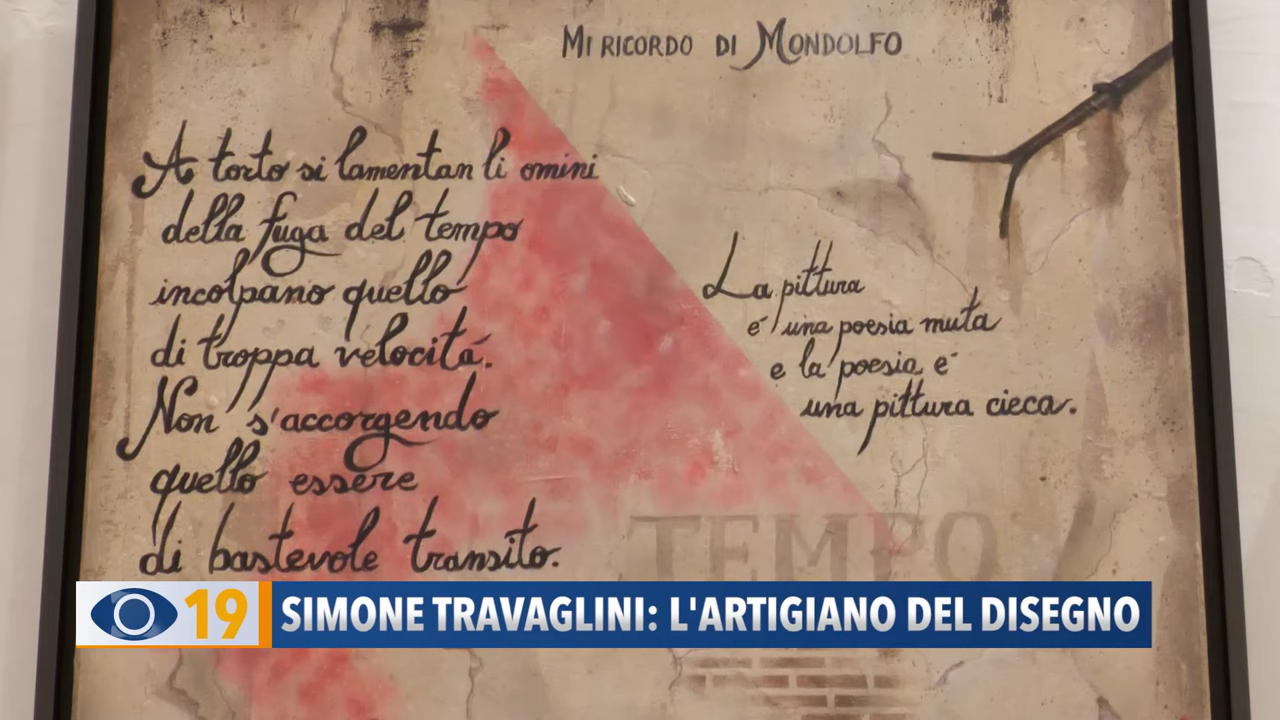 MI RICORDO DI MONDOLFO
A torto si lamentan li omini
della fuga del tempo
incolpano quello
di troppa velocitá.
Non s'accorgendo
quello essere
di bastevole transito.
La pittura
é una poesia muta
e la poesia é
una pittura cieca.
TEMPO
19 SIMONE TRAVAGLINI: L'ARTIGIANO DEL DISEGNO